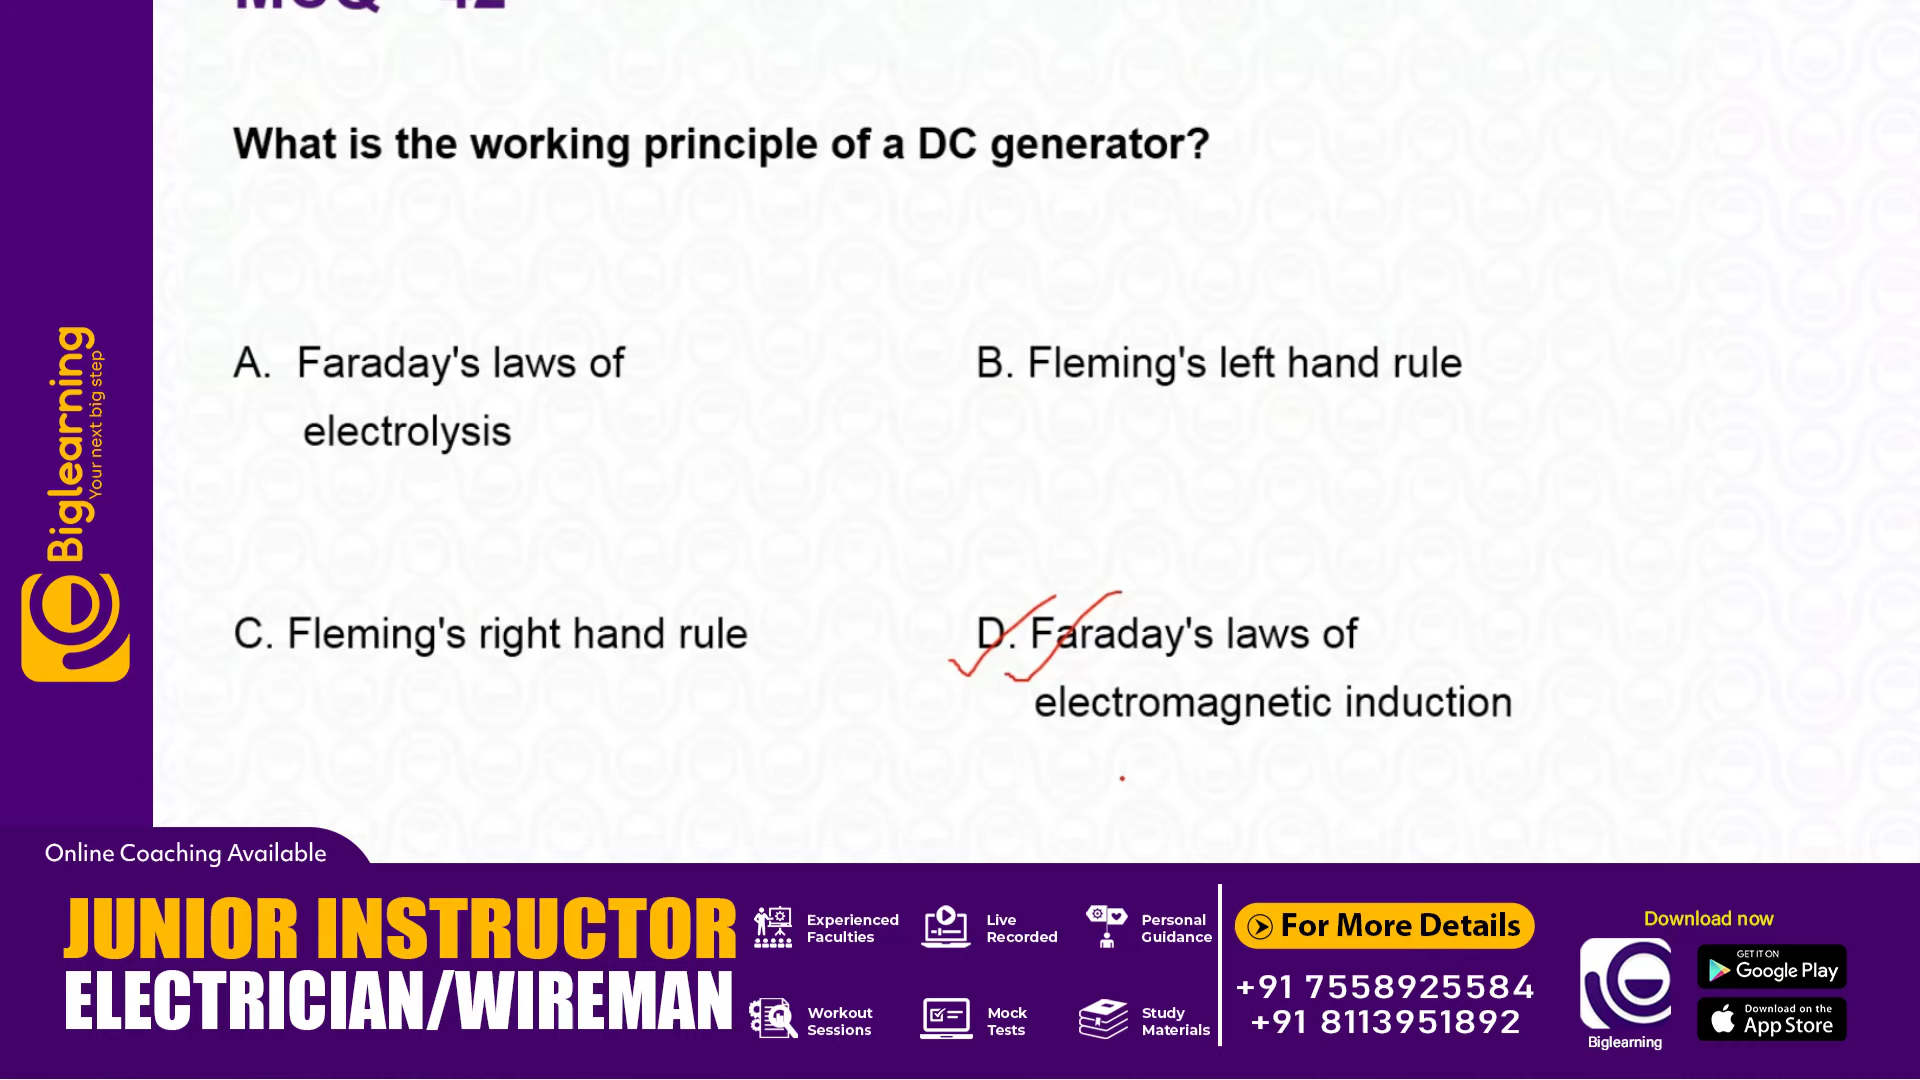 MCQ - 42
What is the working principle of a DC generator?
A. Faraday's laws of
electrolysis
B. Fleming's left hand rule
C. Fleming's right hand rule
D. Faraday's laws of
electromagnetic induction
Biglearning
Your next big step
Online Coaching Available
JUNIOR INSTRUCTOR
ELECTRICIAN/WIREMAN
Experienced
Faculties
Live
Recorded
Personal
Guidance
Workout
Sessions
Mock
Tests
Study
Materials
For More Details
+91 7558925584
+91 8113951892
Download now
Biglearning
GET IT ON
Google Play
Download on the
App Store